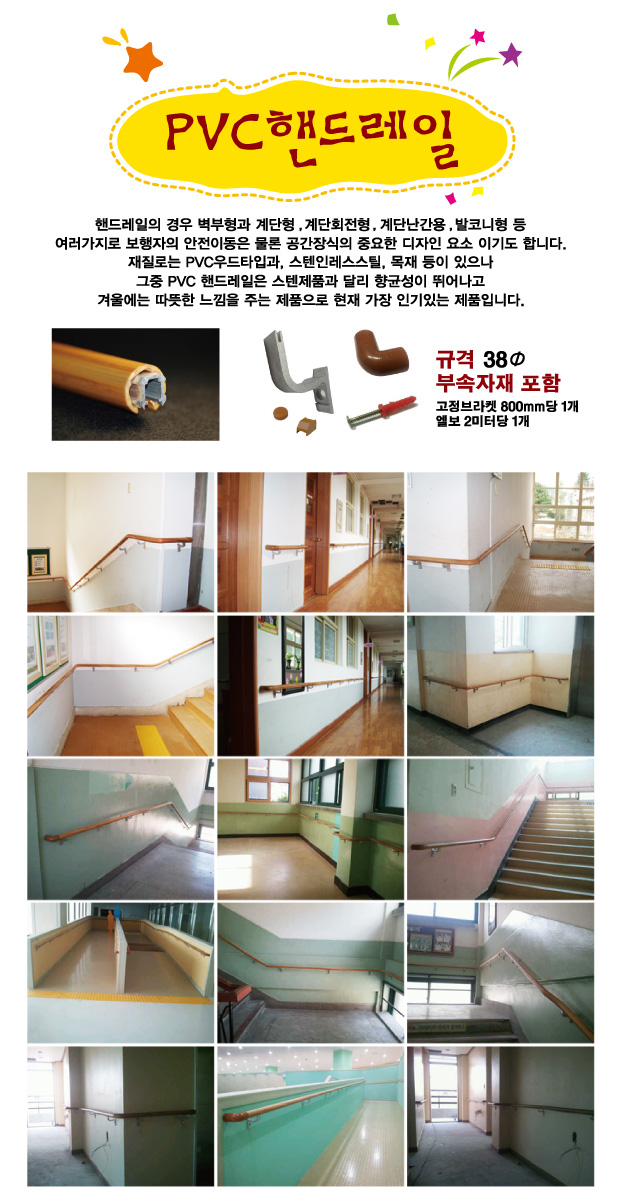 PVC핸드레일
핸드레일의 경우 벽부형과 계단형, 계단회전형, 계단난간용, 발코니형 등
여러가지로 보행자의 안전이동은 물론 공간장식의 중요한 디자인 요소 이기도 합니다.
재질로는 PVC우드타입과, 스텐인레스스틸, 목재 등이 있으나
그중 PVC 핸드레일은 스텐제품과 달리 향균성이 뛰어나고
겨울에는 따뜻한 느낌을 주는 제품으로 현재 가장 인기있는 제품입니다.
규격 38Φ
부속자재 포함
고정브라켓 800mm당 1개
엘보 2미터당 1개